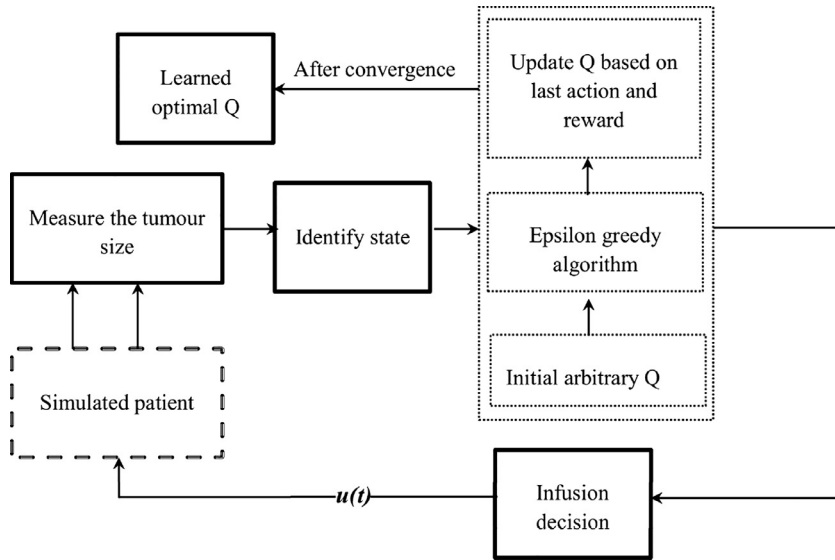 Learned
optimal Q
After convergence
Update Q based on
last action and
reward
Measure the tumour
size
Identify state
Epsilon greedy
algorithm
Initial arbitrary Q
Simulated patient
u(t)
Infusion
decision